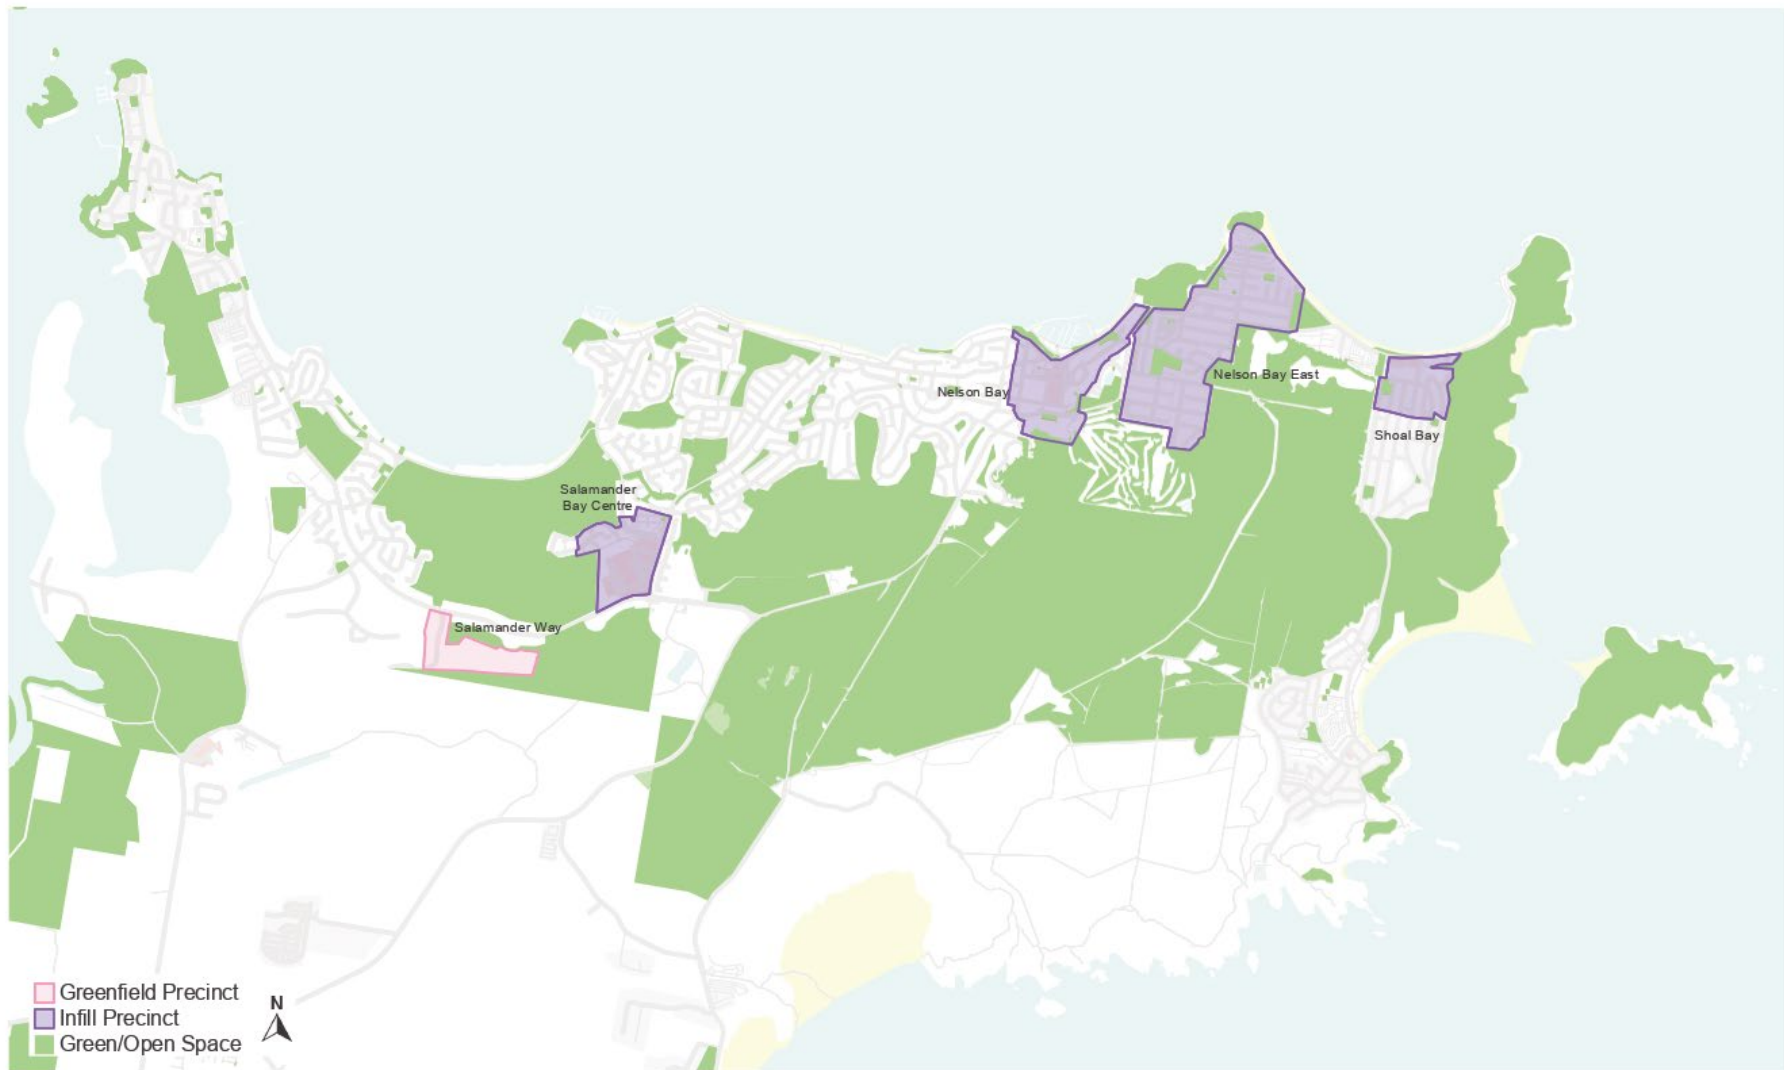 Nelson Bay East
Nelson Bay
Shoal Bay
Salamander
Bay Centre
Salamander Way
Greenfield Precinct
Infill Precinct
Green/Open Space
N